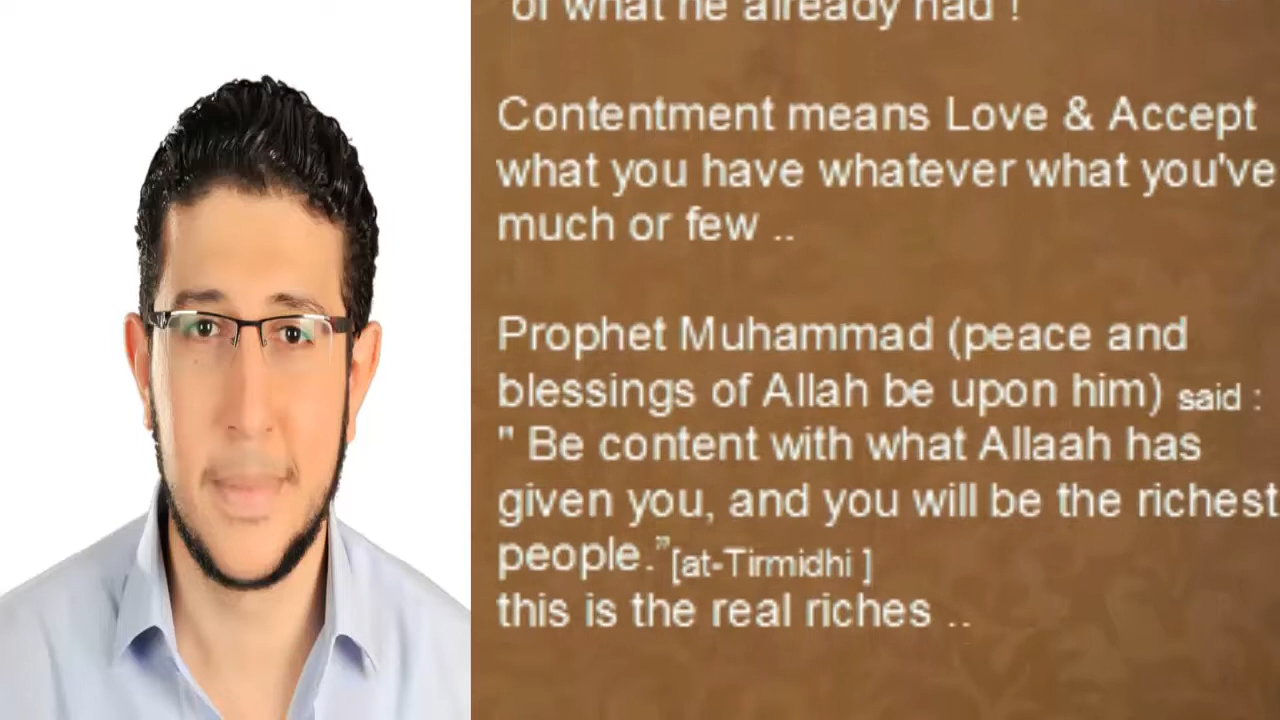 of what he already had !
Contentment means Love & Accept
what you have whatever what you've
much or few ..
Prophet Muhammad (peace and
blessings of Allah be upon him) said :
" Be content with what Allaah has
given you, and you will be the richest
people.”[at-Tirmidhi ]
this is the real riches ..